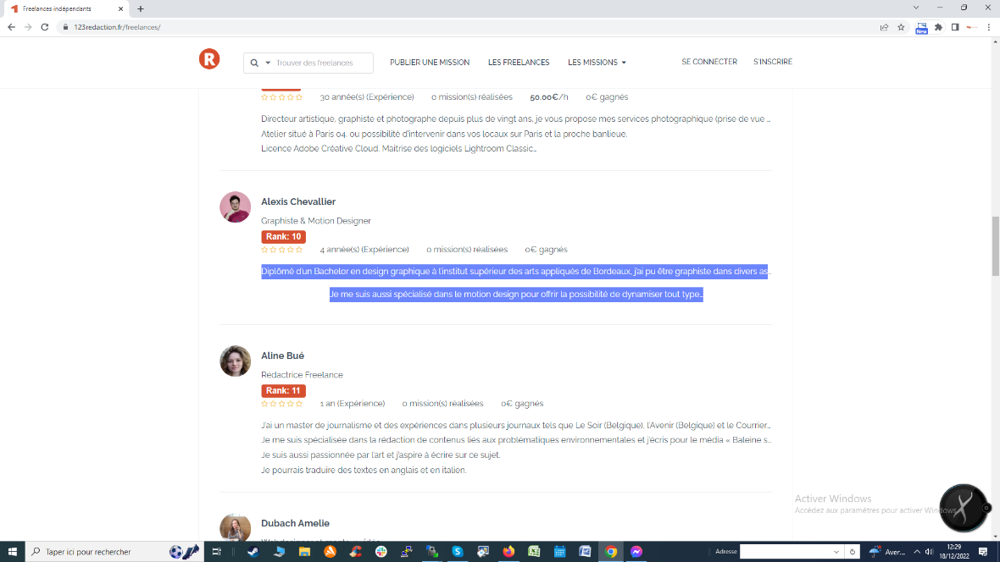 Freelances indépendants
123redaction.fr/freelances/
New
R
Trouver des freelances
PUBLIER UNE MISSION
LES FREELANCES
LES MISSIONS
SE CONNECTER
S'INSCRIRE
30 année(s) (Expérience) 0 mission(s) réalisées 50.00€/h 0€ gagnés
Directeur artistique, graphiste et photographe depuis plus de vingt ans, je vous propose mes services photographique (prise de vue ...
Atelier situé à Paris 04, ou possibilité d'intervenir dans vos locaux sur Paris et la proche banlieue.
Licence Adobe Créative Cloud. Maitrise des logiciels Lightroom Classic...
Alexis Chevallier
Graphiste & Motion Designer
Rank: 10
4 année(s) (Expérience) 0 mission(s) réalisées 0€ gagnés
Diplômé d'un Bachelor en design graphique à l'institut supérieur des arts appliqués de Bordeaux, j'ai pu être graphiste dans divers as...
Je me suis aussi spécialisé dans le motion design pour offrir la possibilité de dynamiser tout type...
Aline Bué
Rédactrice Freelance
Rank: 11
1 an (Expérience) 0 mission(s) réalisées 0€ gagnés
J'ai un master de journalisme et des expériences dans plusieurs journaux tels que Le Soir (Belgique), l'Avenir (Belgique) et le Courrier...
Je me suis spécialisée dans la rédaction de contenus liés aux problématiques environnementales et j'écris pour le média « Baleine s...
Je suis aussi passionnée par l'art et j'aspire à écrire sur ce sujet.
Je pourrais traduire des textes en anglais et en italien.
Dubach Amelie
Activer Windows
Accédez aux paramètres pour activer Windows.
Taper ici pour rechercher
Adresse
Aver...
12:29
18/12/2022